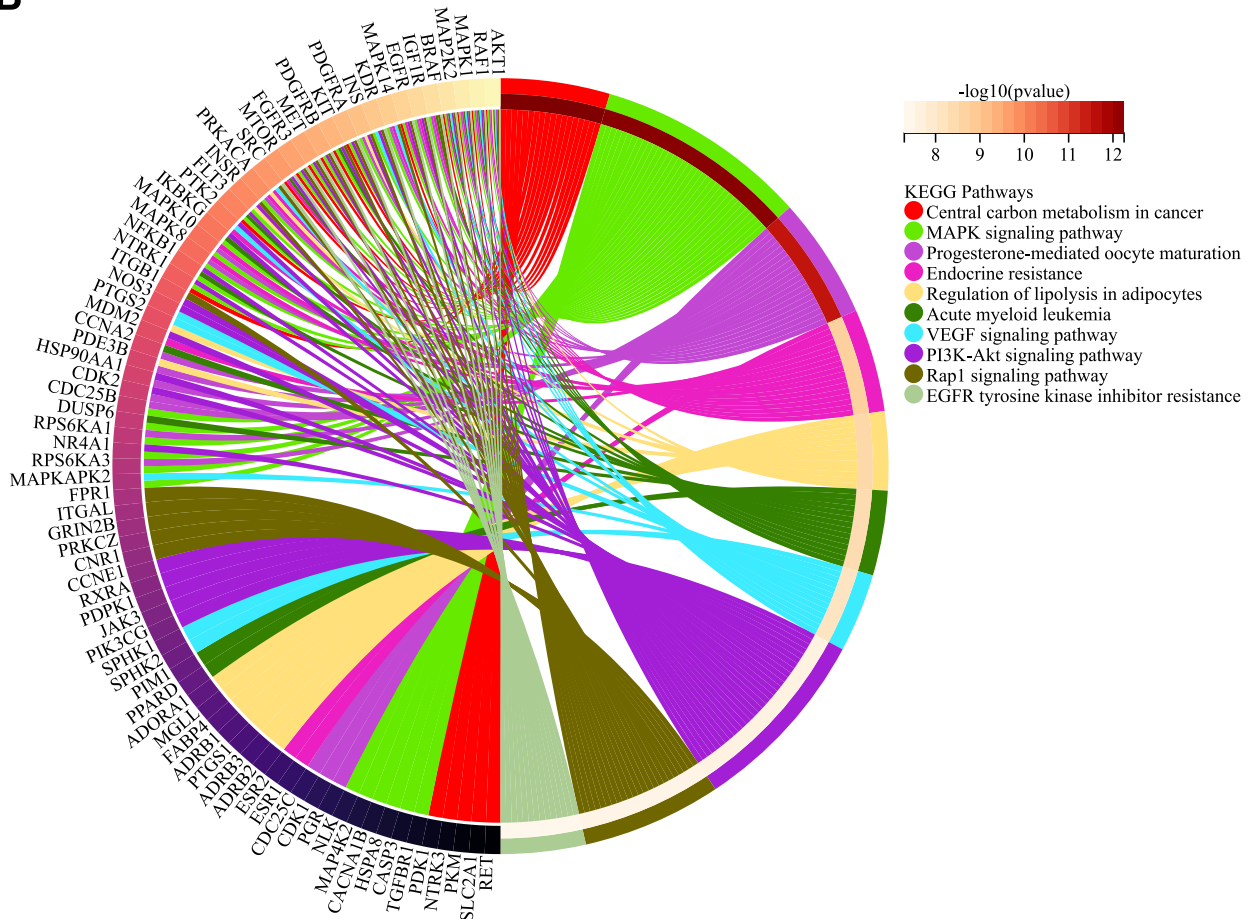 B
AKT1
RAF1
MAPK1
MAP2K2
BRAF
IGF1R
EGFR
MAPK14
KDR
INS
PDGFRA
KIT
PDGFRB
MET
FGFR3
MTOR
SRC
PRKACA
INSR
FLT3
PTK2
IKBKG
MAPK10
MAPK8
NFKB1
NTRK1
ITGB1
NOS3
PTGS2
MDM2
CCNA2
PDE3B
HSP90AA1
CDK2
CDC25B
DUSP6
RPS6KA1
NR4A1
RPS6KA3
MAPKAPK2
FPR1
ITGAL
GRIN2B
PRKCZ
CNR1
CCNE1
RXRA
PDPK1
JAK3
PIK3CG
SPHK1
SPHK2
PIM1
PPARD
ADORA1
MGLL
FABP4
ADRB1
PTGS1
ADRB3
ADRB2
ESR2
ESR1
CDC25C
CDK1
PGR
NLK
MAP4K2
CACNA1B
HSPA8
CASP3
TGFBR1
PDK1
NTRK3
PKM
SLC2A1
RET
-log10(pvalue)
8 9 10 11 12
KEGG Pathways
Central carbon metabolism in cancer
MAPK signaling pathway
Progesterone-mediated oocyte maturation
Endocrine resistance
Regulation of lipolysis in adipocytes
Acute myeloid leukemia
VEGF signaling pathway
PI3K-Akt signaling pathway
Rap1 signaling pathway
EGFR tyrosine kinase inhibitor resistance